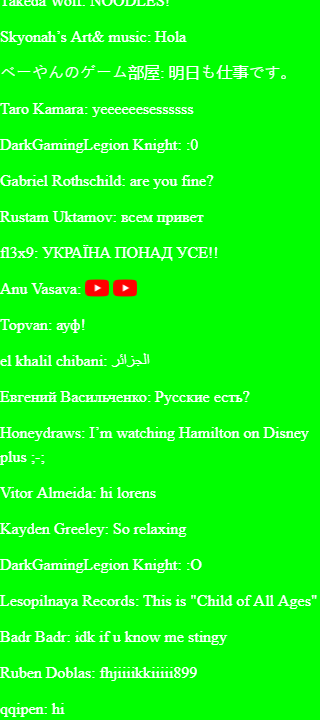 Takeda Wolf: NOODLES!
Skyonah's Art& music: Hola
べーやんのゲーム部屋: 明日も仕事です。
Taro Kamara: yeeeeeesessssss
DarkGamingLegion Knight: :0
Gabriel Rothschild: are you fine?
Rustam Uktamov: всем привет
fl3x9: УКРАЇНА ПОНАД УСЕ!!
Anu Vasava:
Topvan: ауф!
el khalil chibani: الجزائر
Евгений Васильченко: Русские есть?
Honeydraws: I'm watching Hamilton on Disney
plus ;-;
Vitor Almeida: hi lorens
Kayden Greeley: So relaxing
DarkGamingLegion Knight: :O
Lesopilnaya Records: This is "Child of All Ages"
Badr Badr: idk if u know me stingy
Ruben Doblas: fhjiiiikkiiiii899
qqipen: hi